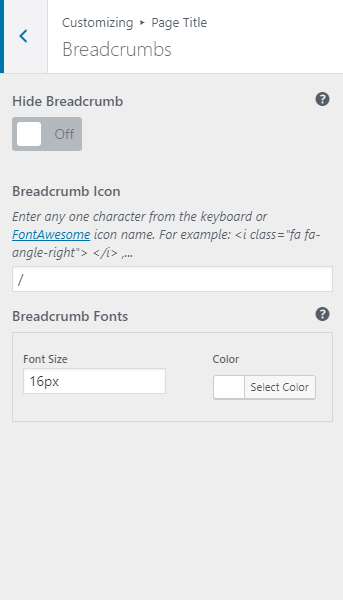 Customizing ▸ Page Title
Breadcrumbs
Hide Breadcrumb
?
Off
Breadcrumb Icon
Enter any one character from the keyboard or
FontAwesome icon name. For example: <i class="fa fa-
angle-right"> </i> ,...
/
Breadcrumb Fonts
?
Font Size
Color
16px
Select Color